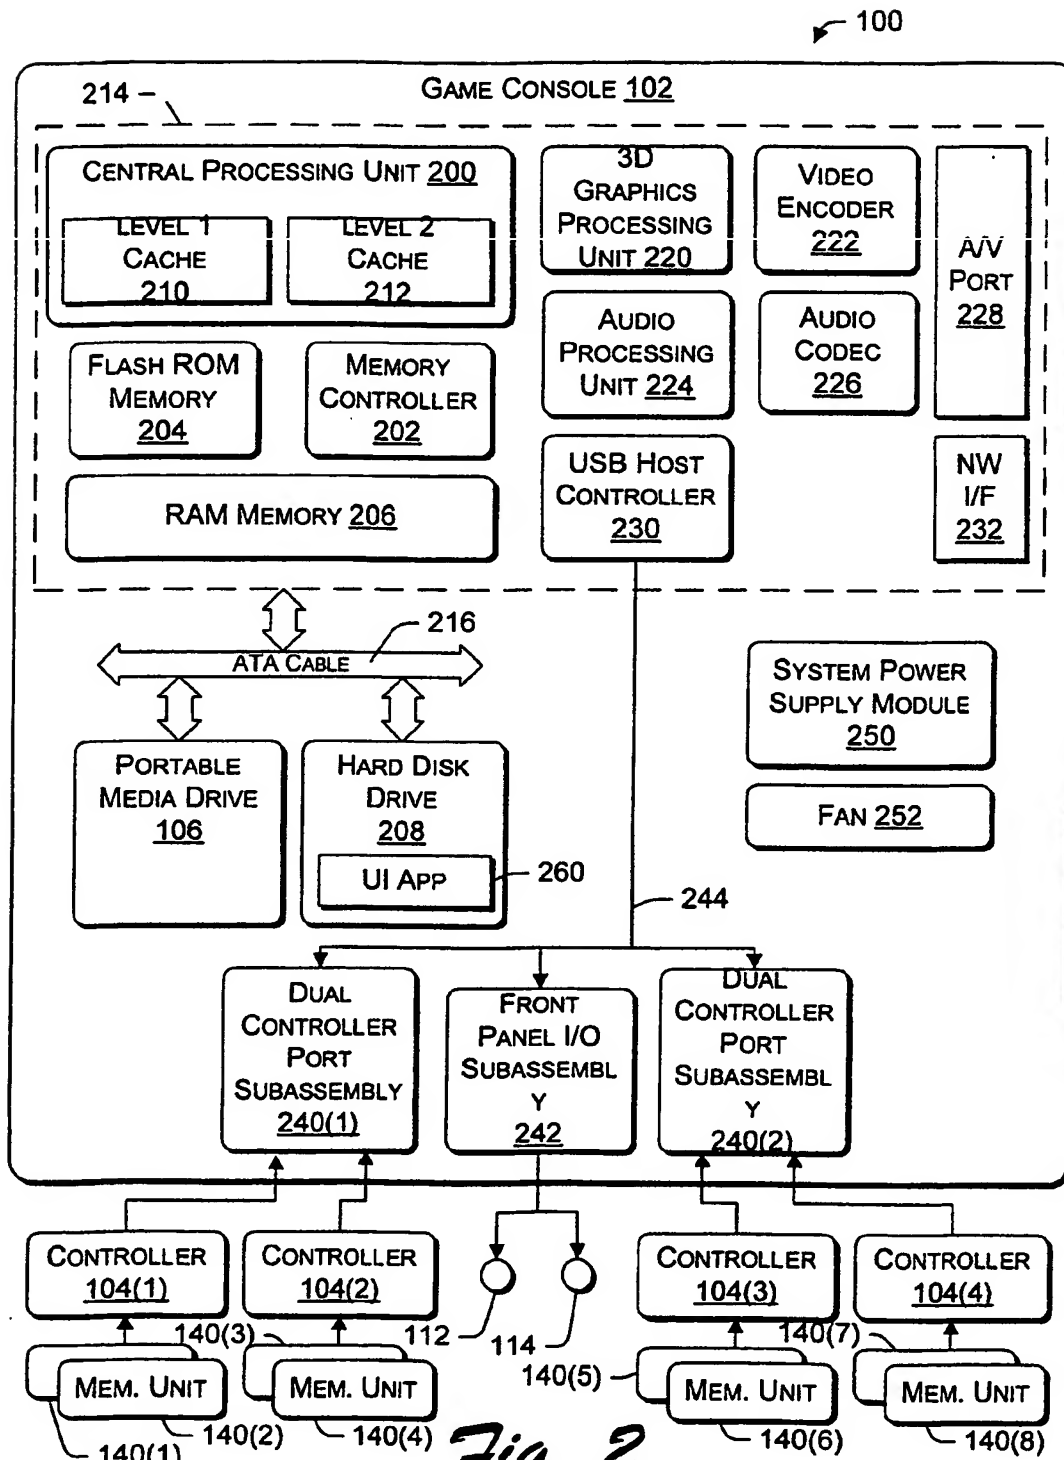 100
GAME CONSOLE 102
214
CENTRAL PROCESSING UNIT 200
LEVEL 1
CACHE
210
LEVEL 2
CACHE
212
3D
GRAPHICS
PROCESSING
UNIT 220
VIDEO
ENCODER
222
A/V
PORT
228
FLASH ROM
MEMORY
204
MEMORY
CONTROLLER
202
AUDIO
PROCESSING
UNIT 224
AUDIO
CODEC
226
RAM MEMORY 206
USB HOST
CONTROLLER
230
NW
I/F
232
216
ATA CABLE
SYSTEM POWER
SUPPLY MODULE
250
PORTABLE
MEDIA DRIVE
106
HARD DISK
DRIVE
208
UI APP
260
FAN 252
244
DUAL
CONTROLLER
PORT
SUBASSEMBLY
240(1)
FRONT
PANEL I/O
SUBASSEMBL
Y
242
DUAL
CONTROLLER
PORT
SUBASSEMBL
Y
240(2)
CONTROLLER
104(1)
CONTROLLER
104(2)
112
114
CONTROLLER
104(3)
CONTROLLER
104(4)
140(3)
140(5)
140(7)
MEM. UNIT
MEM. UNIT
MEM. UNIT
MEM. UNIT
140(1)
140(2)
140(4)
140(6)
140(8)
Fig. 2